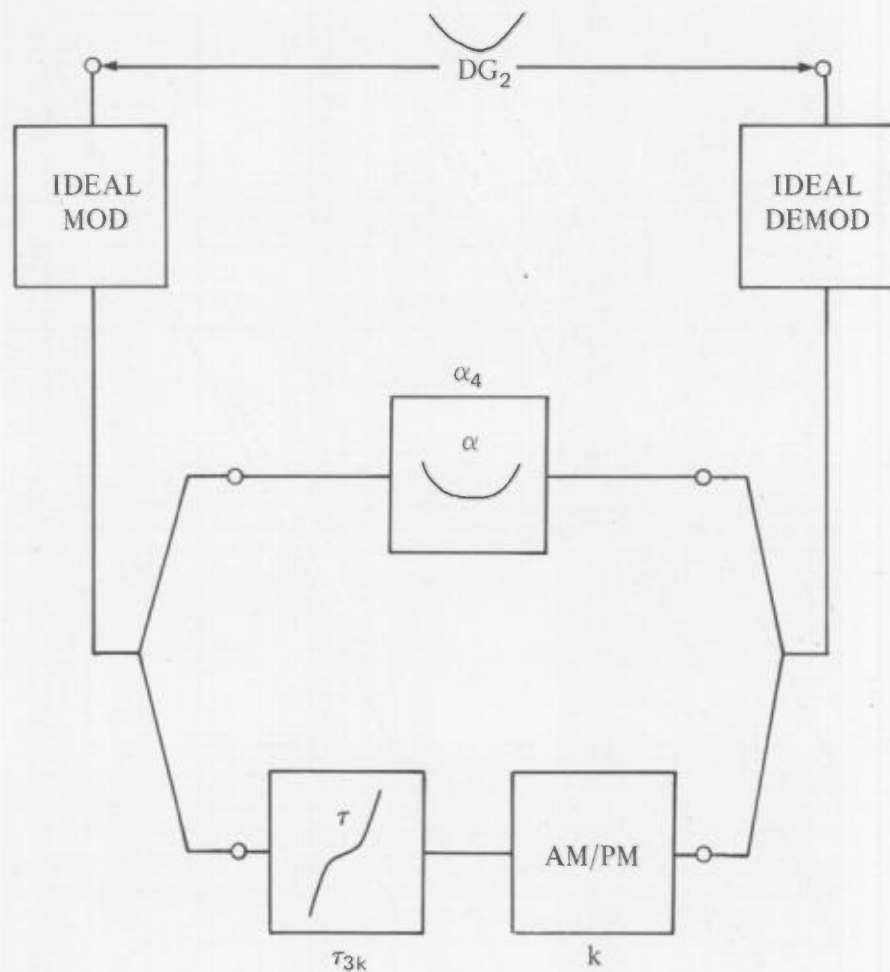 DG₂
IDEAL
MOD
IDEAL
DEMOD
α₄
α
τ
AM/PM
τ₃ₖ
k